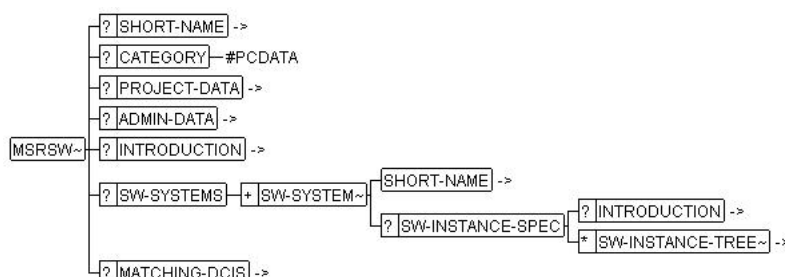 ? SHORT-NAME ->
? CATEGORY #PCDATA
? PROJECT-DATA ->
? ADMIN-DATA ->
MSRSW~ ? INTRODUCTION ->
SHORT-NAME ->
? SW-SYSTEMS + SW-SYSTEM~
? INTRODUCTION ->
? SW-INSTANCE-SPEC
* SW-INSTANCE-TREE~ ->
? MATCHING-DCIS ->